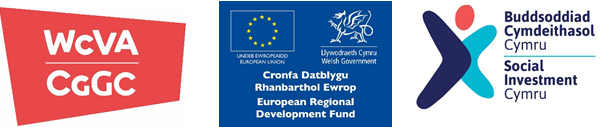 WCVA
CGGC
UNDEB EWROPEAIDD
EUROPEAN UNION
Llywodraeth Cymru
Welsh Government
Cronfa Datblygu
Rhanbarthol Ewrop
European Regional
Development Fund
Buddsoddiad
Cymdeithasol
Cymru
Social
Investment
Cymru